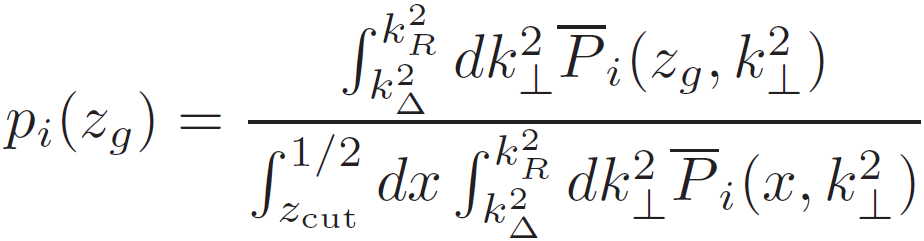 p_i(z_g) = \frac{\int_{k_\Delta^2}^{k_R^2} dk_\perp^2 \overline{P}_i(z_g, k_\perp^2)}{\int_{z_{\mathrm{cut}}}^{1/2} dx \int_{k_\Delta^2}^{k_R^2} dk_\perp^2 \overline{P}_i(x, k_\perp^2)}